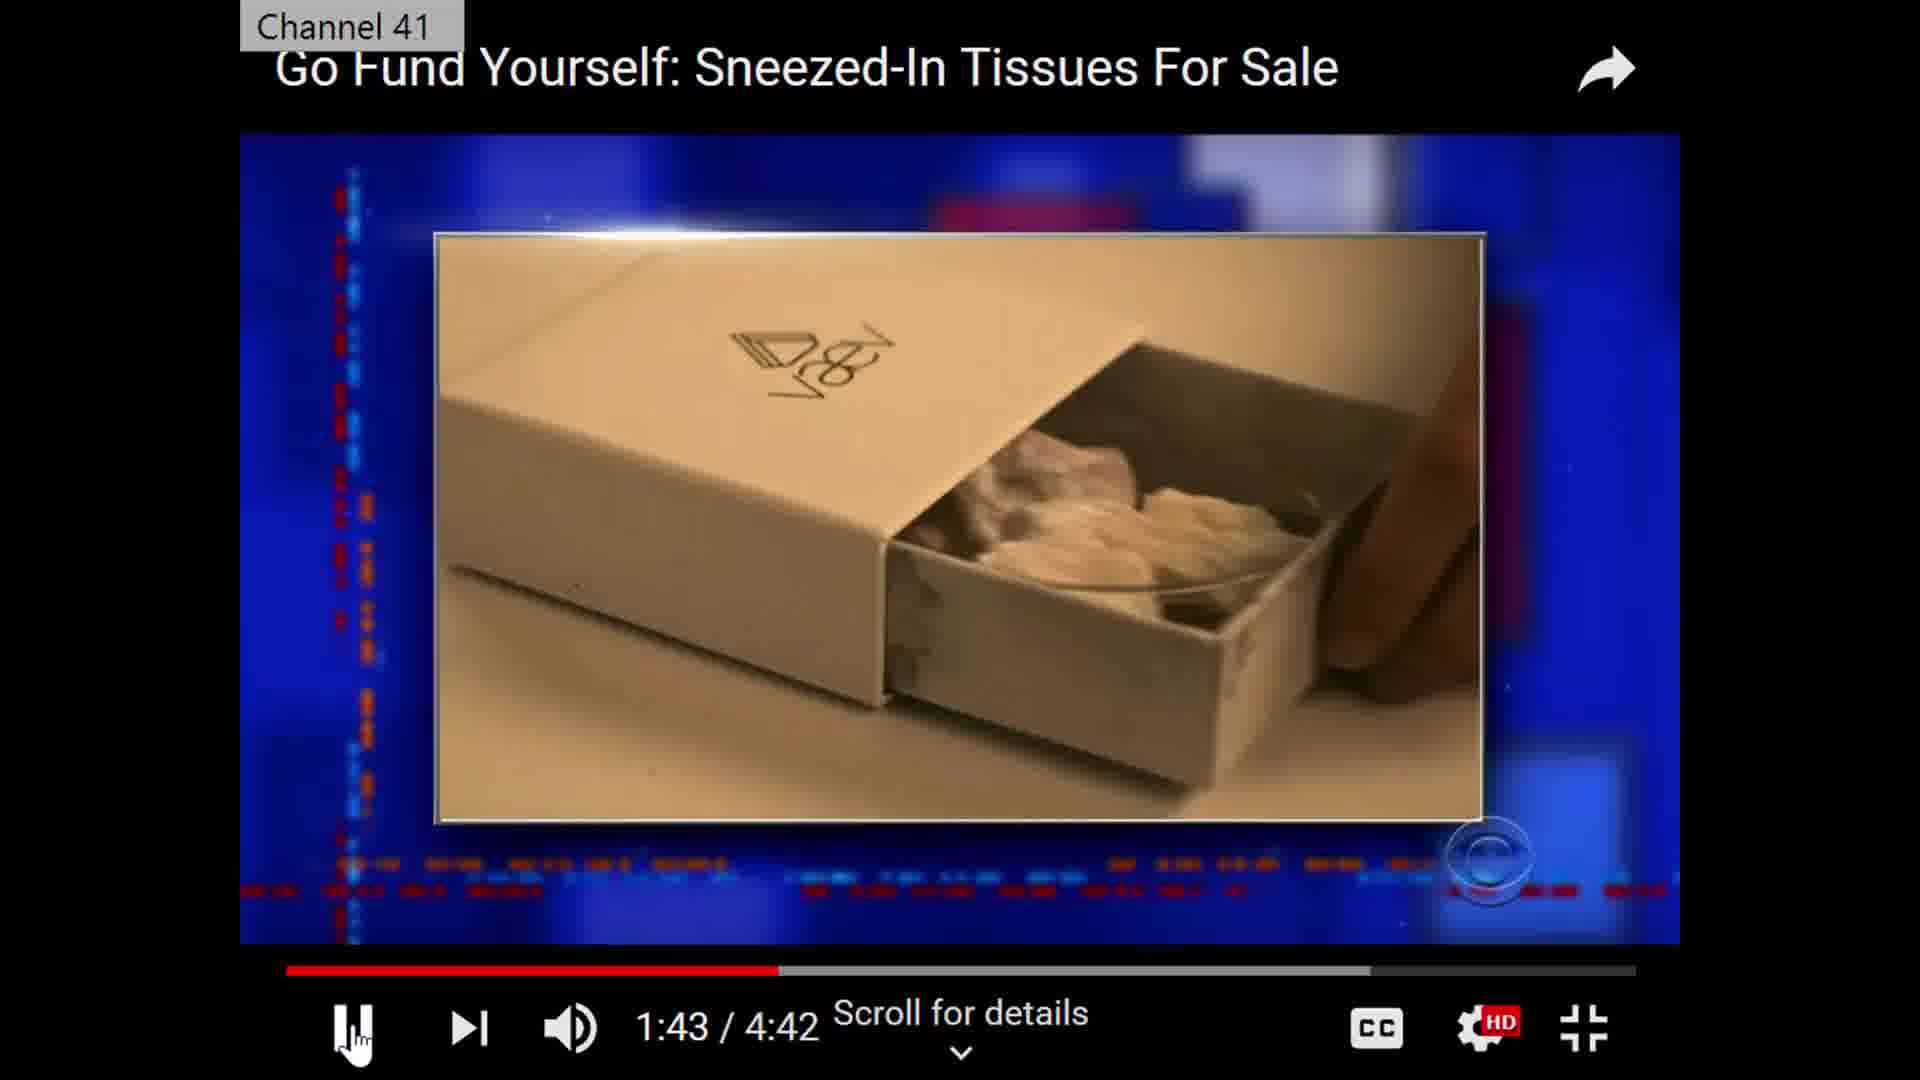 Channel 41
Go Fund Yourself: Sneezed-In Tissues For Sale
1:43 / 4:42
Scroll for details
CC
HD